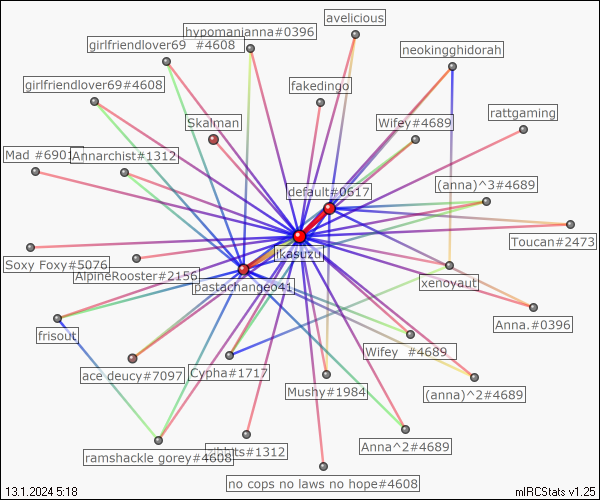 avelicious
hypomanianna#0396
girlfriendlover69 #4608
neokingghidorah
girlfriendlover69#4608
fakedingo
rattgaming
Skalman
Wifey#4689
Mad #6901
Annarchist#1312
default#0617
(anna)^3#4689
Toucan#2473
likasuzu
Soxy Foxy#5076
AlpineRooster#2156
pastachangeo41
xenoyaut
Anna.#0396
frisout
Wifey #4689
ace deucy#7097
Cypha#1717
Mushy#1984
(anna)^2#4689
Anna^2#4689
ramshackle gorey#4608
#1312
no cops no laws no hope#4608
13.1.2024 5:18
mIRCStats v1.25